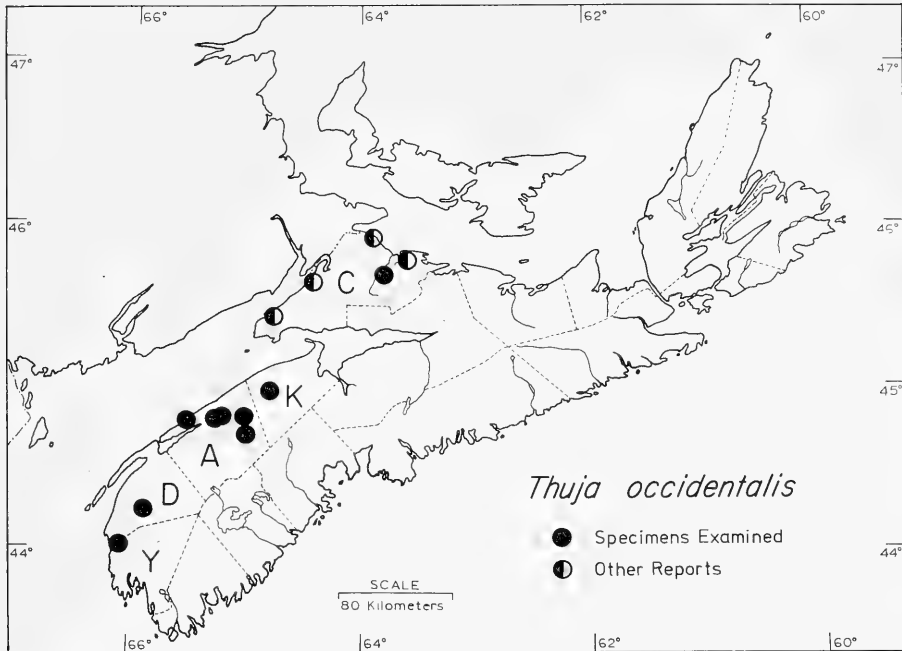 66° 64° 62° 60°
47° 47°
46° 46°
C
45° 45°
K
A
D
Thuja occidentalis
Specimens Examined
44° 44°
Y
Other Reports
SCALE
80 Kilometers
66° 64° 62° 60°